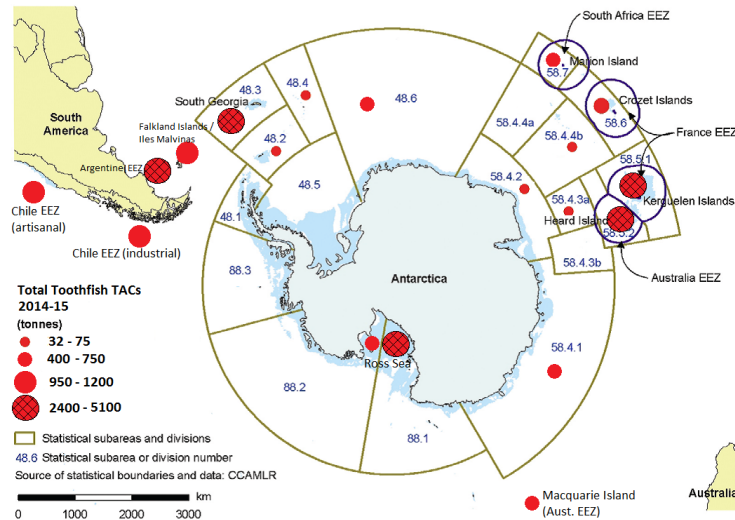 South Africa EEZ
Marion Island
58.7
48.3
48.4
48.6
South Georgia
Crozet Islands
58.6
South
America
Falkland Islands /
Iles Malvinas
58.4.4a
58.4.4b
France EEZ
48.2
58.5.1
Argentine EEZ
48.5
58.4.2
Kerguelen Islands
Chile EEZ
(artisanal)
48.1
58.4.3a
Heard Island
58.5.2
Chile EEZ (industrial)
58.4.3b
88.3
Antarctica
Australia EEZ
Total Toothfish TACs
2014-15
(tonnes)
32 - 75
400 - 750
950 - 1200
2400 - 5100
Ross Sea
58.4.1
88.2
88.1
Statistical subareas and divisions
48.6 Statistical subarea or division number
Source of statistical boundaries and data: CCAMLR
km
0 1000 2000 3000
Macquarie Island
(Aust. EEZ)
Australia